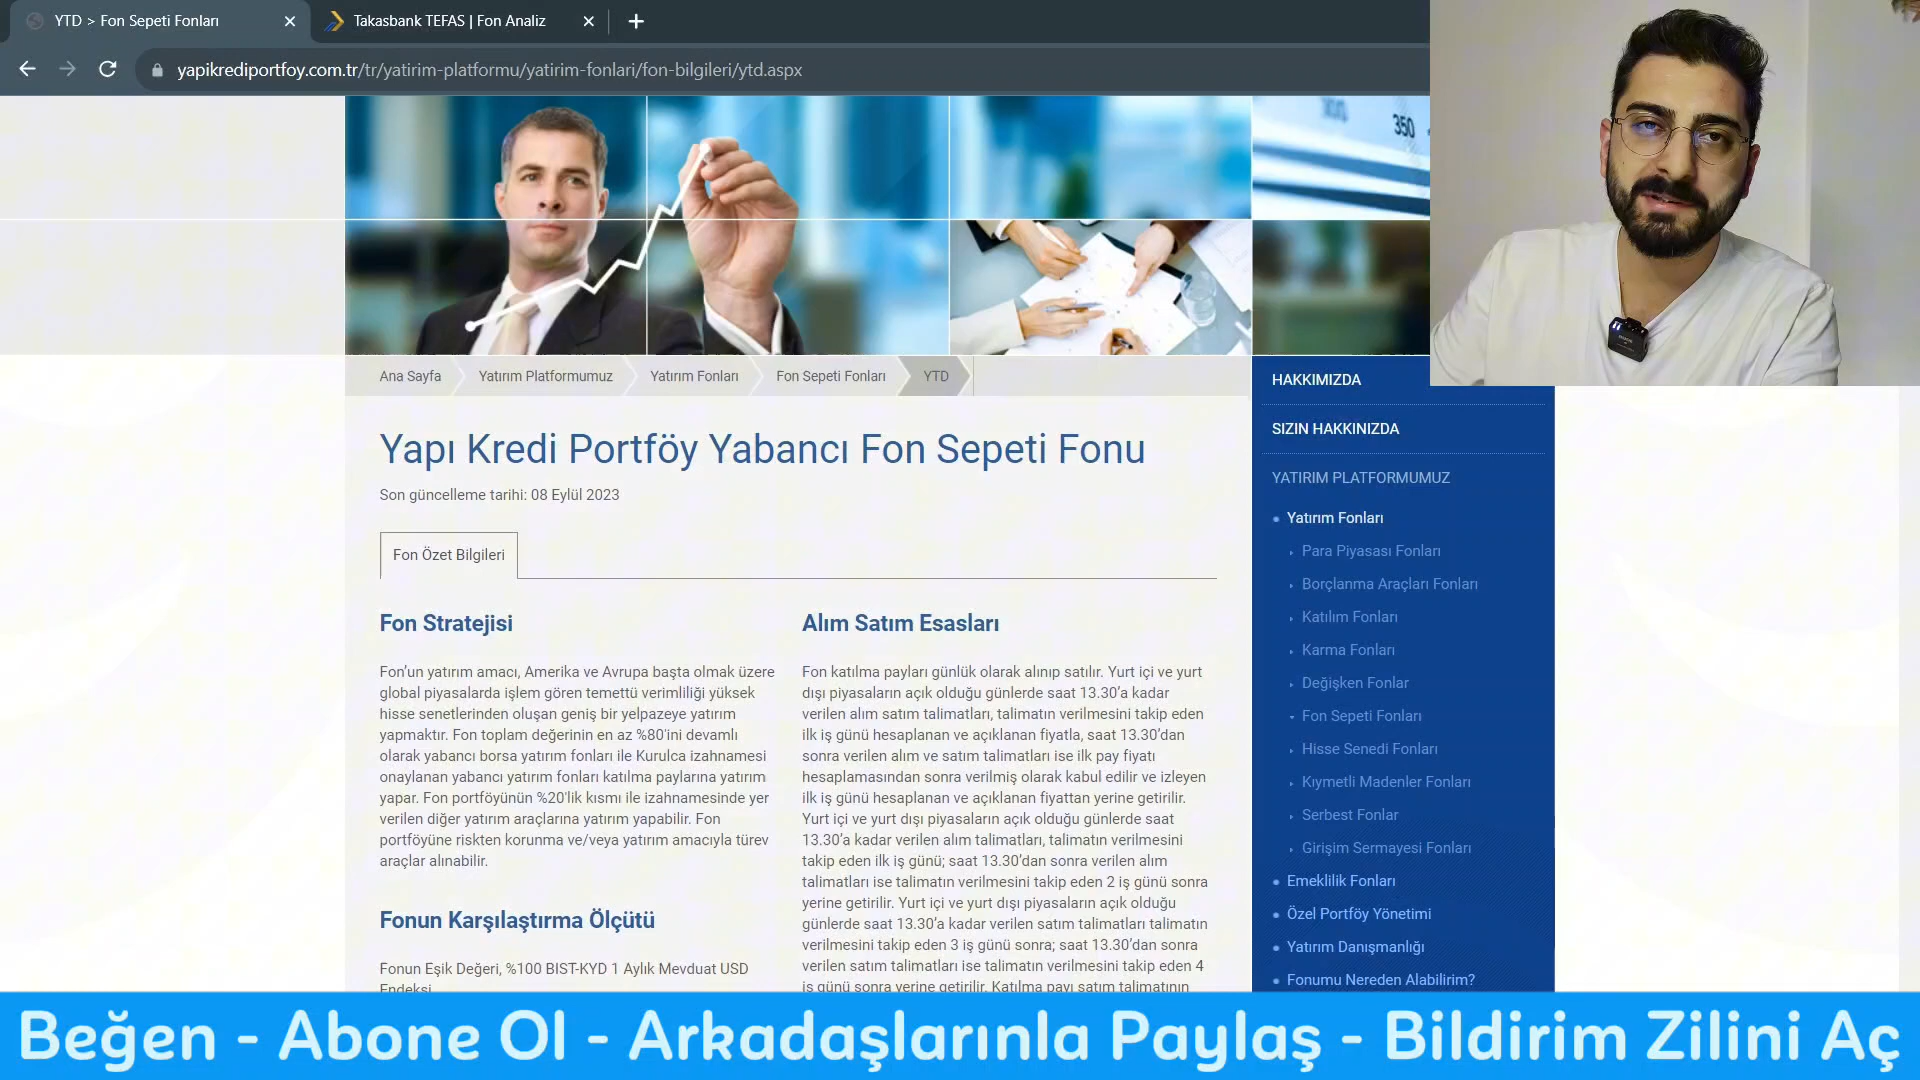 YTD > Fon Sepeti Fonları
Takasbank TEFAS | Fon Analiz
yapikrediportfoy.com.tr/tr/yatirim-platformu/yatirim-fonlari/fon-bilgileri/ytd.aspx
350
Ana Sayfa
Yatırım Platformumuz
Yatırım Fonları
Fon Sepeti Fonları
YTD
Yapı Kredi Portföy Yabancı Fon Sepeti Fonu
Son güncelleme tarihi: 08 Eylül 2023
Fon Özet Bilgileri
Fon Stratejisi
Fon’un yatırım amacı, Amerika ve Avrupa başta olmak üzere
global piyasalarda işlem gören temettü verimliliği yüksek
hisse senetlerinden oluşan geniş bir yelpazeye yatırım
yapmaktır. Fon toplam değerinin en az %80'ini devamlı
olarak yabancı borsa yatırım fonları ile Kurulca izahnamesi
onaylanan yabancı yatırım fonları katılma paylarına yatırım
yapar. Fon portföyünün %20'lik kısmı ile izahnamesinde yer
verilen diğer yatırım araçlarına yatırım yapabilir. Fon
portföyüne riskten korunma ve/veya yatırım amacıyla türev
araçlar alınabilir.
Fonun Karşılaştırma Ölçütü
Fonun Eşik Değeri, %100 BIST-KYD 1 Aylık Mevduat USD
Endeksi
Alım Satım Esasları
Fon katılma payları günlük olarak alınıp satılır. Yurt içi ve yurt
dışı piyasaların açık olduğu günlerde saat 13.30’a kadar
verilen alım satım talimatları, talimatın verilmesini takip eden
ilk iş günü hesaplanan ve açıklanan fiyatla, saat 13.30’dan
sonra verilen alım ve satım talimatları ise ilk pay fiyatı
hesaplamasından sonra verilmiş olarak kabul edilir ve izleyen
ilk iş günü hesaplanan ve açıklanan fiyattan yerine getirilir.
Yurt içi ve yurt dışı piyasaların açık olduğu günlerde saat
13.30’a kadar verilen alım talimatları, talimatın verilmesini
takip eden ilk iş günü; saat 13.30’dan sonra verilen alım
talimatları ise talimatın verilmesini takip eden 2 iş günü sonra
yerine getirilir. Yurt içi ve yurt dışı piyasaların açık olduğu
günlerde saat 13.30’a kadar verilen satım talimatları talimatın
verilmesini takip eden 3 iş günü sonra; saat 13.30’dan sonra
verilen satım talimatları ise talimatın verilmesini takip eden 4
iş günü sonra yerine getirilir. Katılma payı satım talimatının
HAKKIMIZDA
SIZIN HAKKINIZDA
YATIRIM PLATFORMUMUZ
Yatırım Fonları
Para Piyasası Fonları
Borçlanma Araçları Fonları
Katılım Fonları
Karma Fonları
Değişken Fonlar
Fon Sepeti Fonları
Hisse Senedi Fonları
Kıymetli Madenler Fonları
Serbest Fonlar
Girişim Sermayesi Fonları
Emeklilik Fonları
Özel Portföy Yönetimi
Yatırım Danışmanlığı
Fonumu Nereden Alabilirim?
Beğen - Abone Ol - Arkadaşlarınla Paylaş - Bildirim Zilini Aç